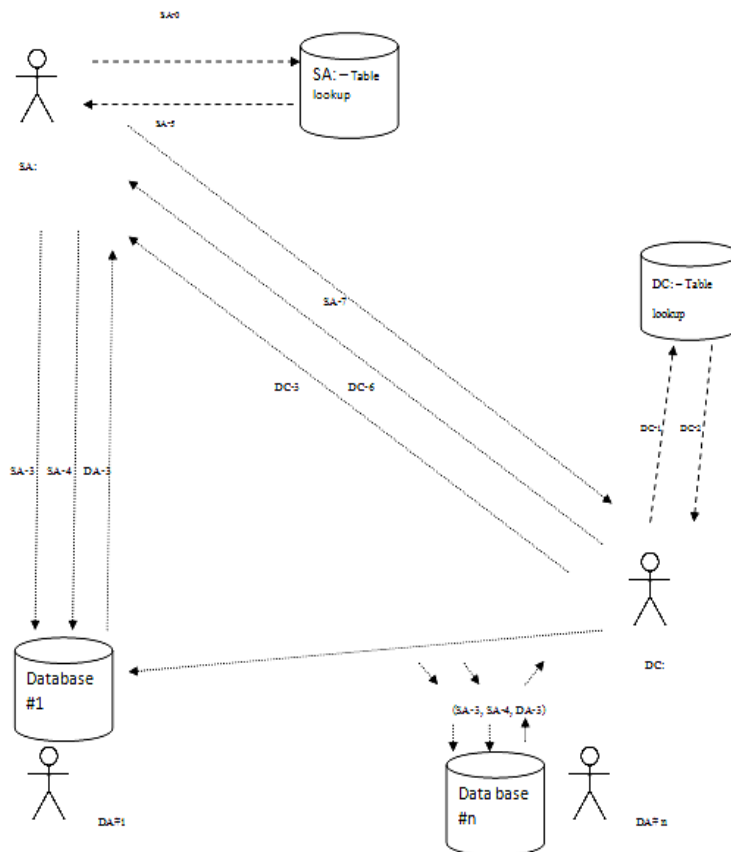 SA-0
SA: – Table
lookup
SA-5
SA:
DC: – Table
lookup
SA-7
DC-3
DC-6
DC-1
DC-2
SA-3
SA-4
DA-3
Database
#1
DC:
(SA-3, SA-4, DA-3)
Data base
#n
DA=1
DA=n